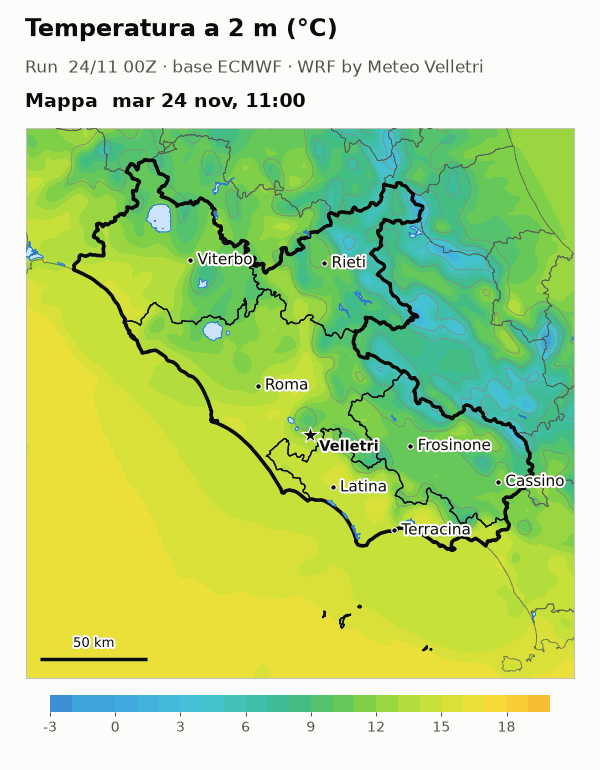 Temperatura a 2 m (°C)
Run  24/11 00Z · base ECMWF · WRF by Meteo Velletri
Mappa  mar 24 nov, 11:00
Viterbo
Rieti
Roma
Velletri
Frosinone
Cassino
Latina
Terracina
50 km
-3 0 3 6 9 12 15 18